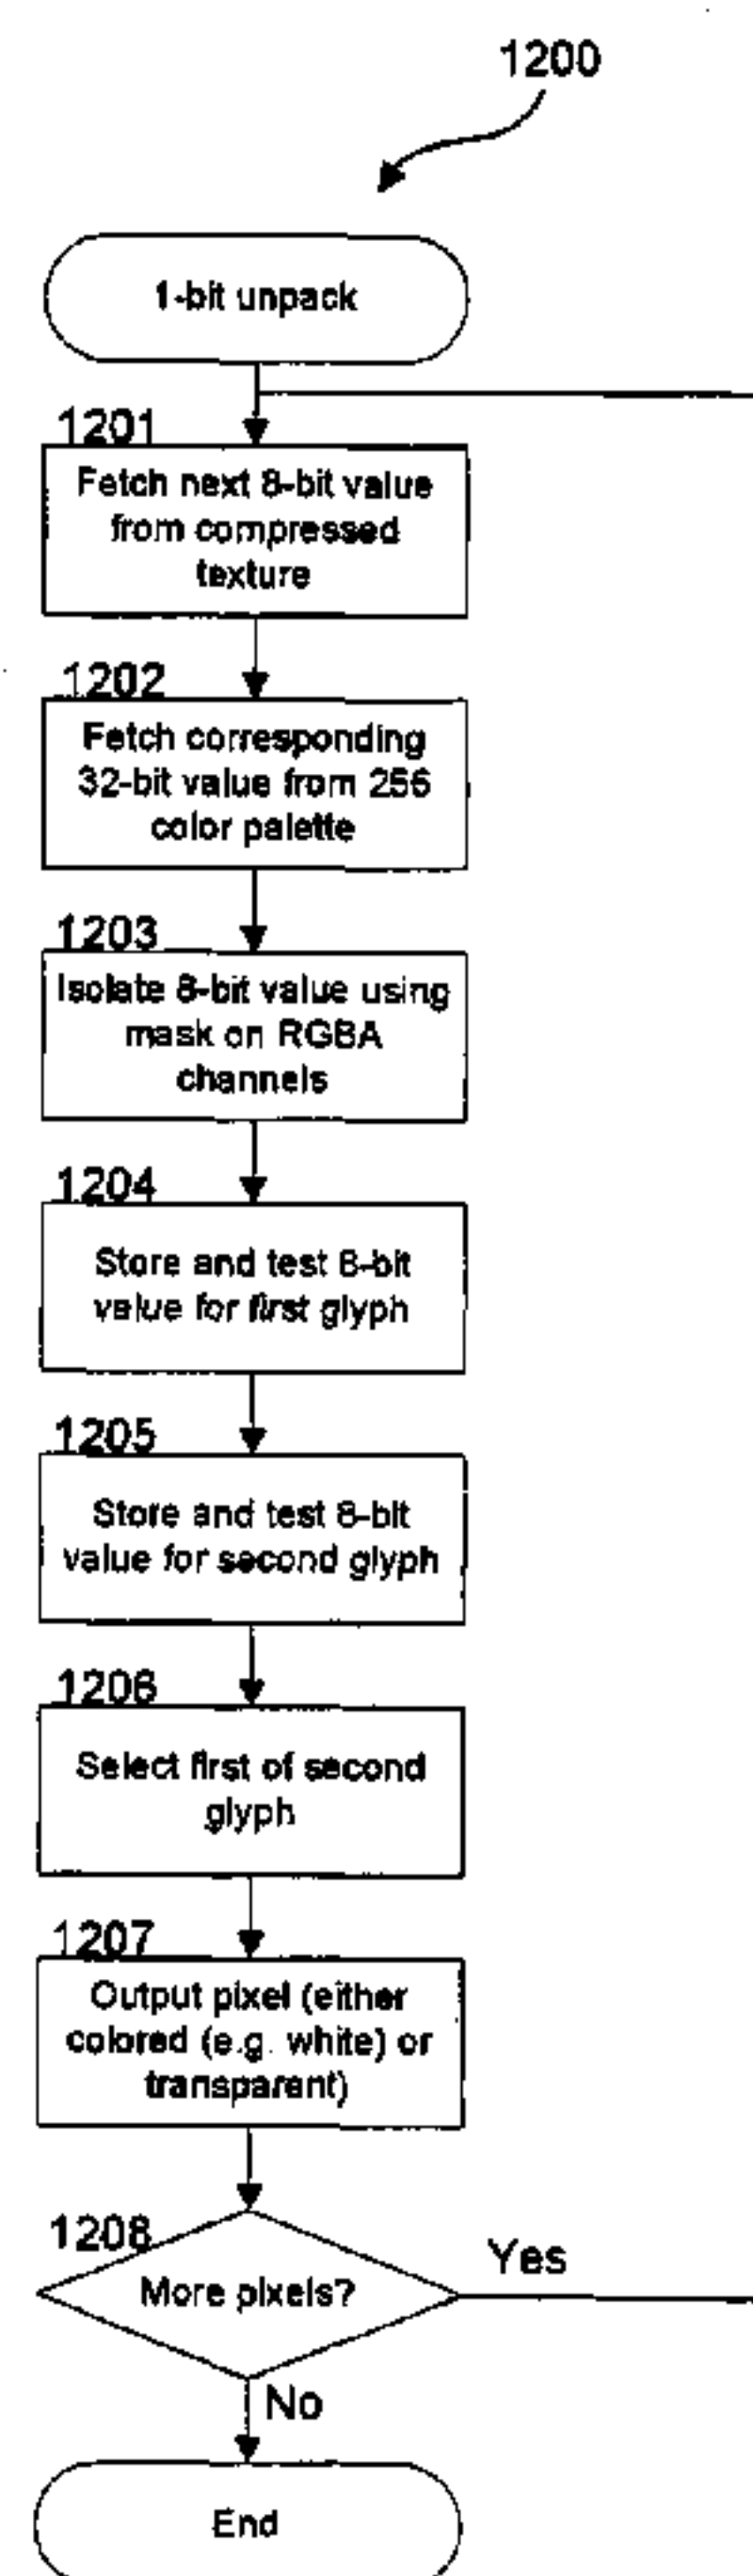 1200
1-bit unpack
1201
Fetch next 8-bit value
from compressed
texture
1202
Fetch corresponding
32-bit value from 256
color palette
1203
Isolate 8-bit value using
mask on RGBA
channels
1204
Store and test 8-bit
value for first glyph
1205
Store and test 8-bit
value for second glyph
1206
Select first of second
glyph
1207
Output pixel (either
colored (e.g. white) or
transparent)
1208
More pixels?
Yes
No
End